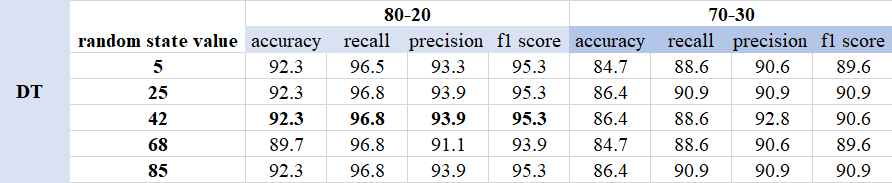 80-20 70-30
random state value accuracy recall precision f1 score accuracy recall precision f1 score
5 92.3 96.5 93.3 95.3 84.7 88.6 90.6 89.6
25 92.3 96.8 93.9 95.3 86.4 90.9 90.9 90.9
DT 42 92.3 96.8 93.9 95.3 86.4 88.6 92.8 90.6
68 89.7 96.8 91.1 93.9 84.7 88.6 90.6 89.6
85 92.3 96.8 93.9 95.3 86.4 90.9 90.9 90.9